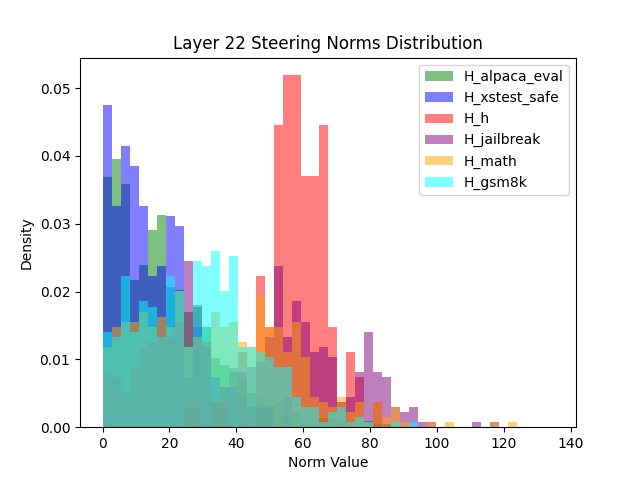 Layer 22 Steering Norms Distribution
H_alpaca_eval
H_xstest_safe
H_h
H_jailbreak
H_math
H_gsm8k
Density
0.05
0.04
0.03
0.02
0.01
0.00
0 20 40 60 80 100 120 140
Norm Value